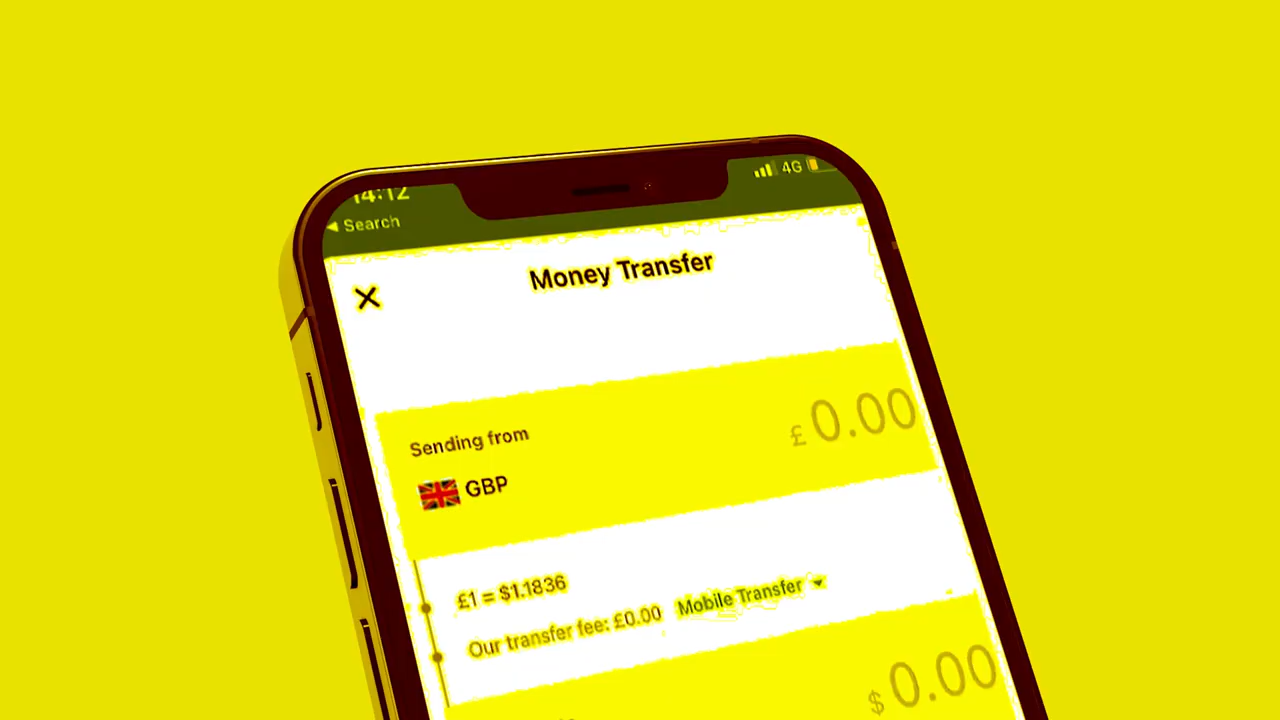 14:12
4G
Search
Money Transfer
£ 0.00
Sending from
GBP
£1 = $1.1836
Our transfer fee: £0.00 Mobile Transfer
$ 0.00